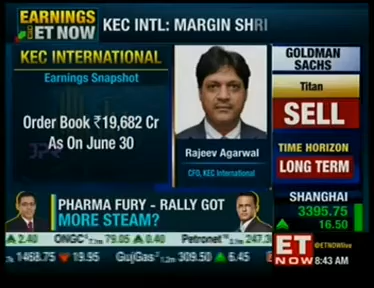 EARNINGS
ON ET NOW
KEC INTL: MARGIN SHRI
KEC INTERNATIONAL
Earnings Snapshot
Order Book ₹19,682 Cr
As On June 30
Rajeev Agarwal
CFO, KEC International
GOLDMAN
SACHS
Titan
SELL
TIME HORIZON
LONG TERM
PHARMA FURY - RALLY GOT
MORE STEAM?
SHANGHAI
3395.75
16.50
2.40 ONGC 79.05 0.40 Petronet 247.3
1468.75 19.95 GujGas 309.50 6.45
ET
NOW
@ETNOWlive
8:43 AM